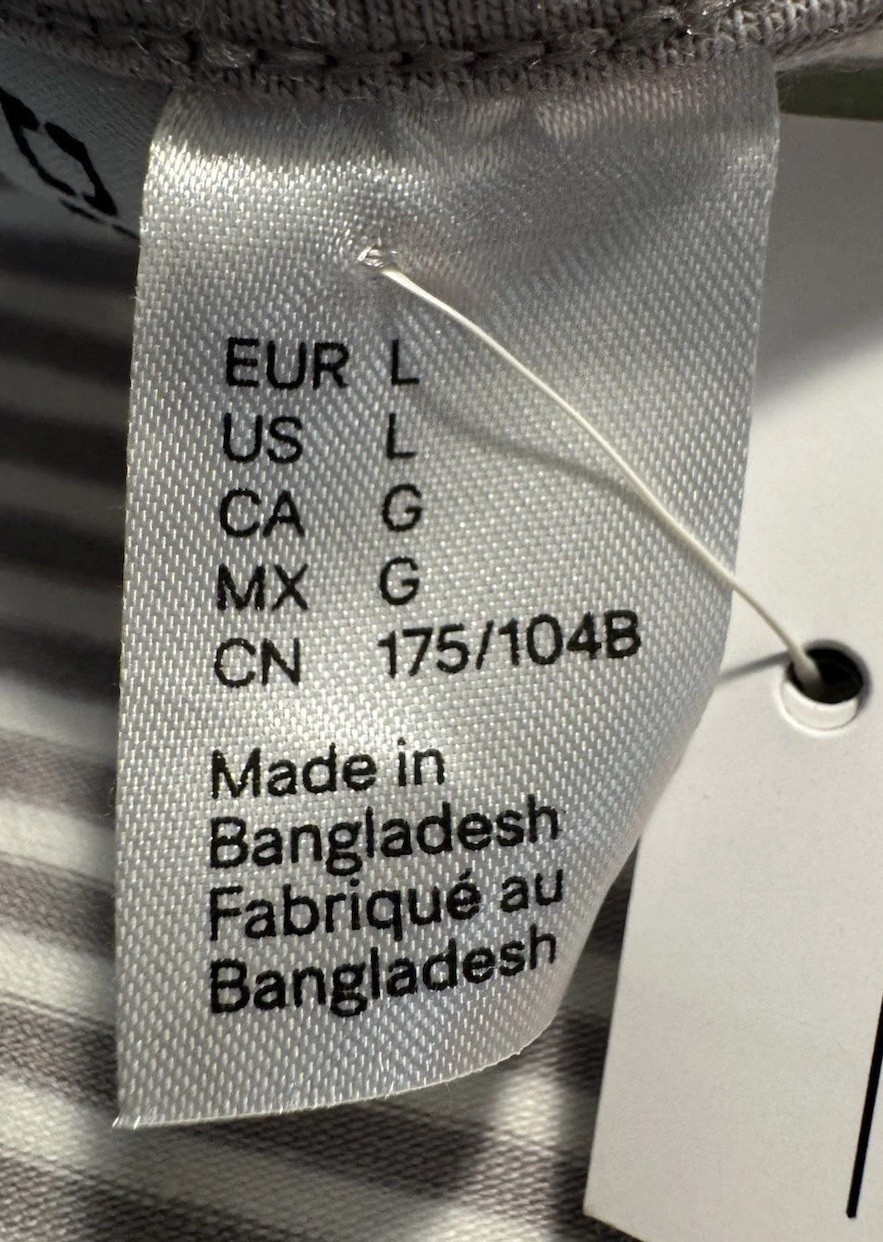 EUR L
US L
CA G
MX G
CN 175/104B
Made in
Bangladesh
Fabriqué au
Bangladesh